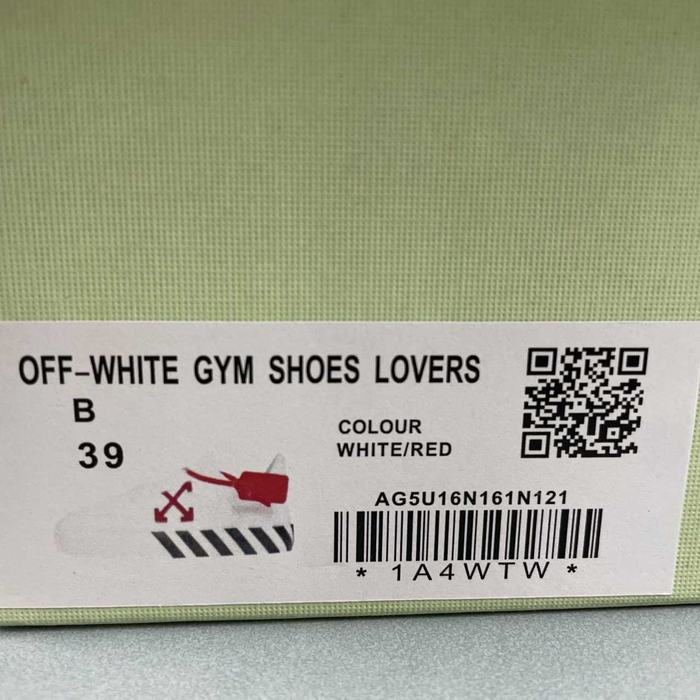 OFF-WHITE GYM SHOES LOVERS
B
39
COLOUR
WHITE/RED
AG5U16N161N121
* 1A4WTW *